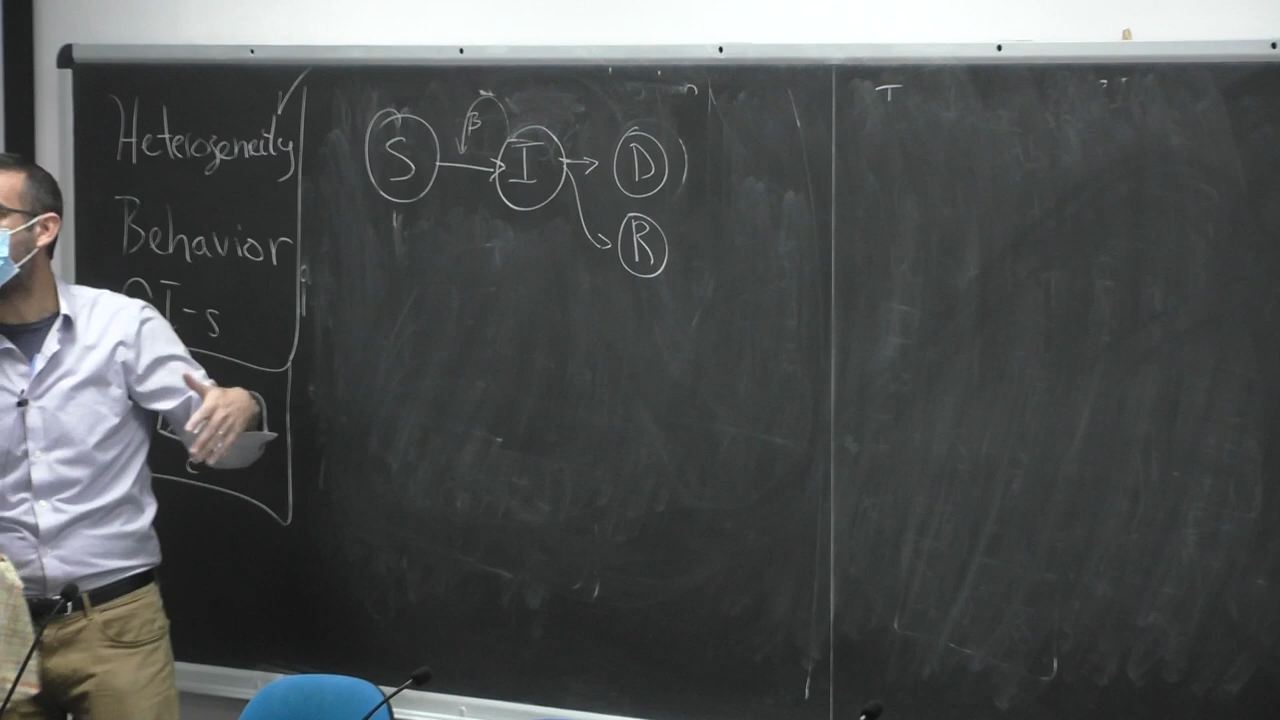 Heterogeneity
Behavior
S β I D
R